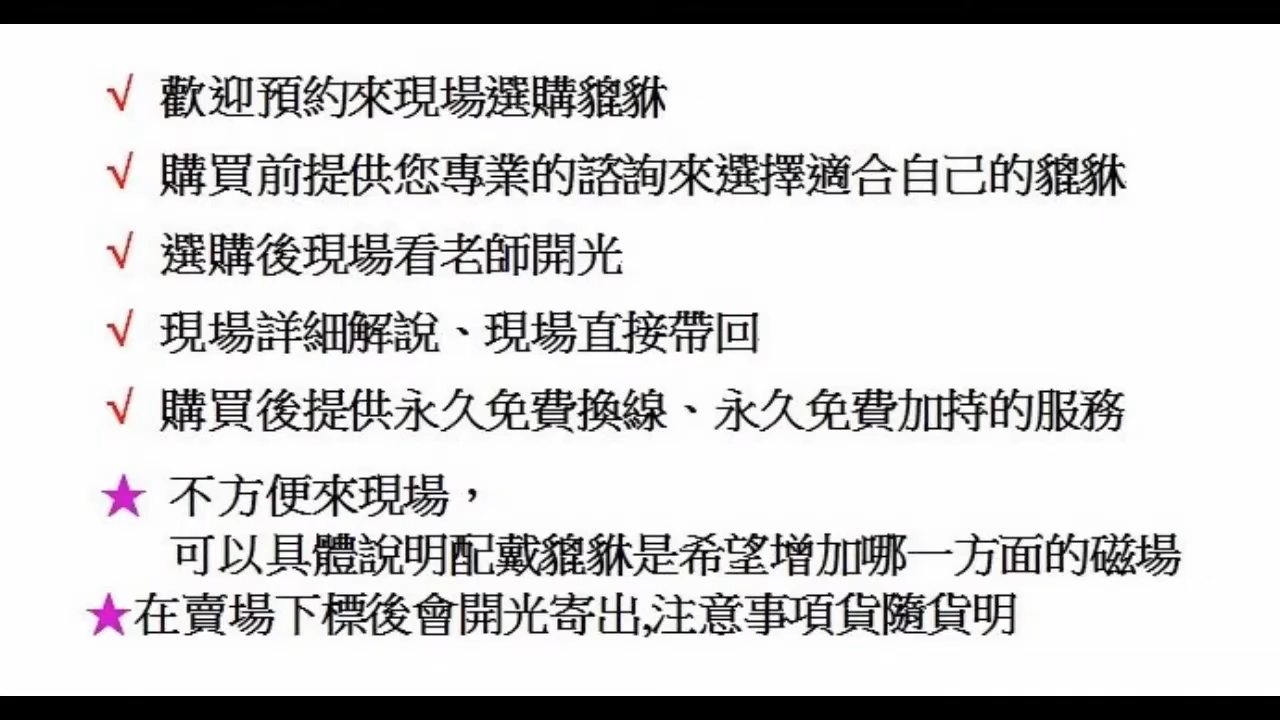 √ 歡迎預約來現場選購貔貅
√ 購買前提供您專業的諮詢來選擇適合自己的貔貅
√ 選購後現場看老師開光
√ 現場詳細解說、現場直接帶回
√ 購買後提供永久免費換線、永久免費加持的服務
★ 不方便來現場，
可以具體說明配戴貔貅是希望增加哪一方面的磁場
★在賣場下標後會開光寄出,注意事項貨隨貨明